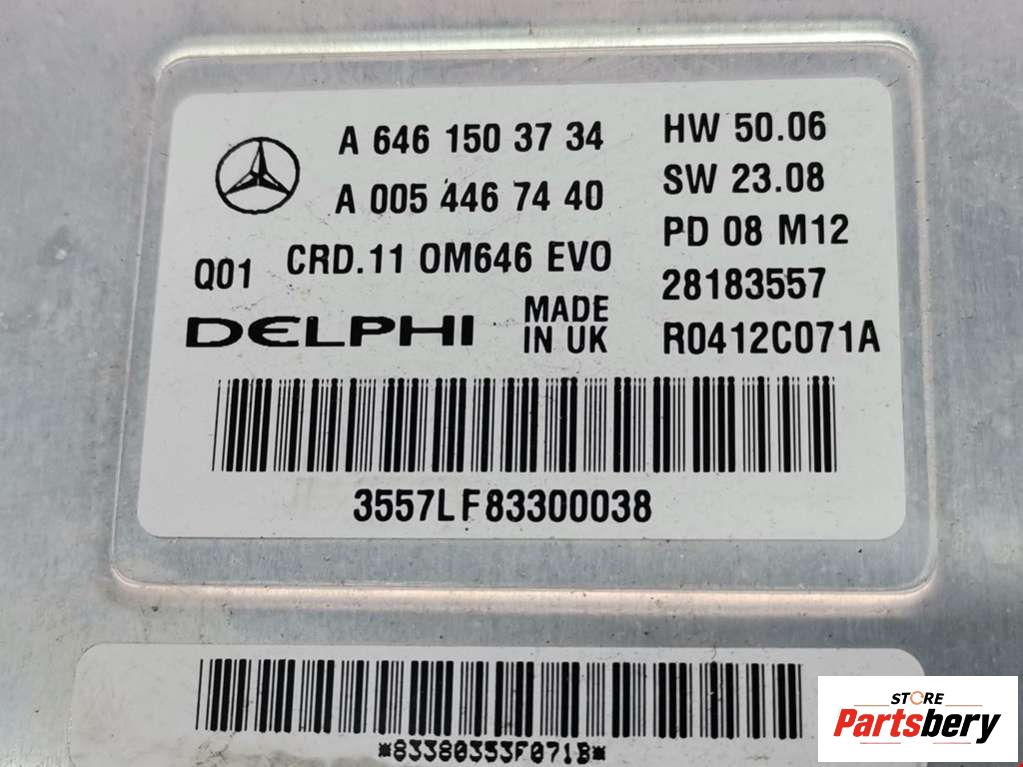 A 646 150 37 34
HW 50.06
A 005 446 74 40
SW 23.08
Q01
CRD.11 OM646 EVO
PD 08 M12
28183557
DELPHI
MADE
IN UK
R0412C071A
3557LF83300038
*83380353F071B*
STORE
Partsbery